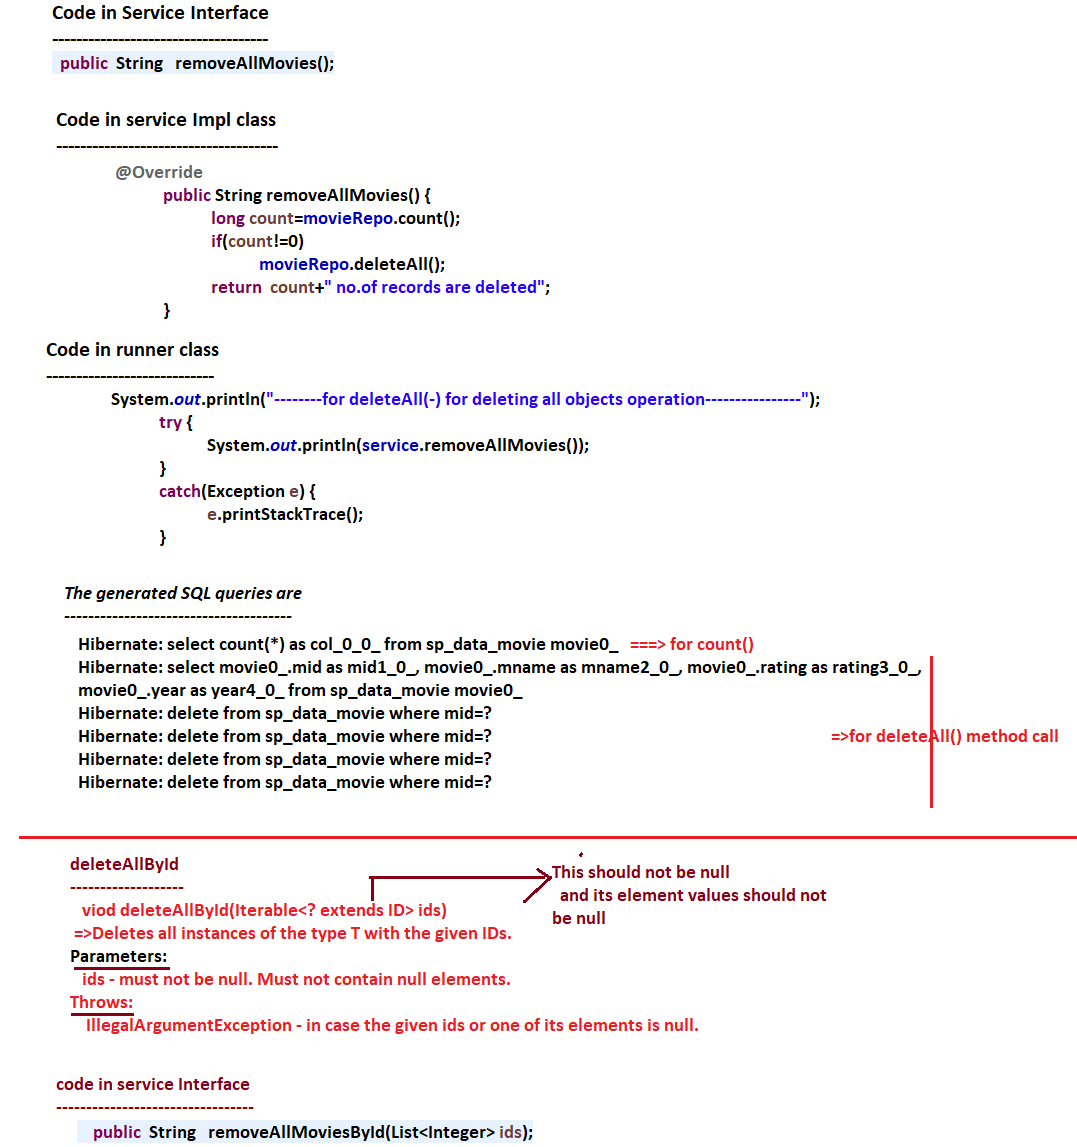 Code in Service Interface
------------------------------------
public String removeAllMovies();
Code in service Impl class
-------------------------------------
@Override
public String removeAllMovies() {
long count=movieRepo.count();
if(count!=0)
movieRepo.deleteAll();
return count+" no.of records are deleted";
}
Code in runner class
----------------------------
System.out.println("--------for deleteAll(-) for deleting all objects operation----------------");
try {
System.out.println(service.removeAllMovies());
}
catch(Exception e) {
e.printStackTrace();
}
The generated SQL queries are
--------------------------------------
Hibernate: select count(*) as col_0_0_ from sp_data_movie movie0_ ===> for count()
Hibernate: select movie0_.mid as mid1_0_, movie0_.mname as mname2_0_, movie0_.rating as rating3_0_,
movie0_.year as year4_0_ from sp_data_movie movie0_
Hibernate: delete from sp_data_movie where mid=?
Hibernate: delete from sp_data_movie where mid=? =>for deleteAll() method call
Hibernate: delete from sp_data_movie where mid=?
Hibernate: delete from sp_data_movie where mid=?
deleteAllById
-------------------
This should not be null
and its element values should not
be null
viod deleteAllById(Iterable<? extends ID> ids)
=>Deletes all instances of the type T with the given IDs.
Parameters:
ids - must not be null. Must not contain null elements.
Throws:
IllegalArgumentException - in case the given ids or one of its elements is null.
code in service Interface
---------------------------------
public String removeAllMoviesById(List<Integer> ids);